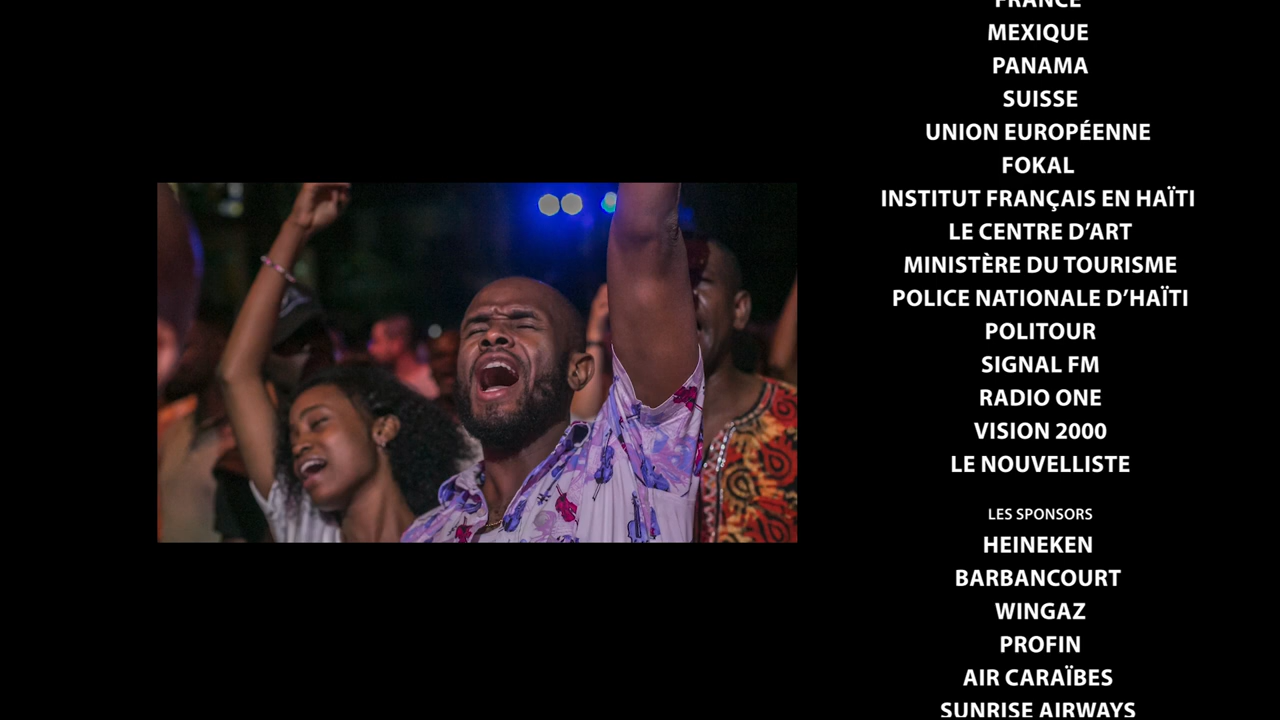 FRANCE
MEXIQUE
PANAMA
SUISSE
UNION EUROPÉENNE
FOKAL
INSTITUT FRANÇAIS EN HAÏTI
LE CENTRE D’ART
MINISTÈRE DU TOURISME
POLICE NATIONALE D’HAÏTI
POLITOUR
SIGNAL FM
RADIO ONE
VISION 2000
LE NOUVELLISTE
LES SPONSORS
HEINEKEN
BARBANCOURT
WINGAZ
PROFIN
AIR CARAÏBES
SUNRISE AIRWAYS